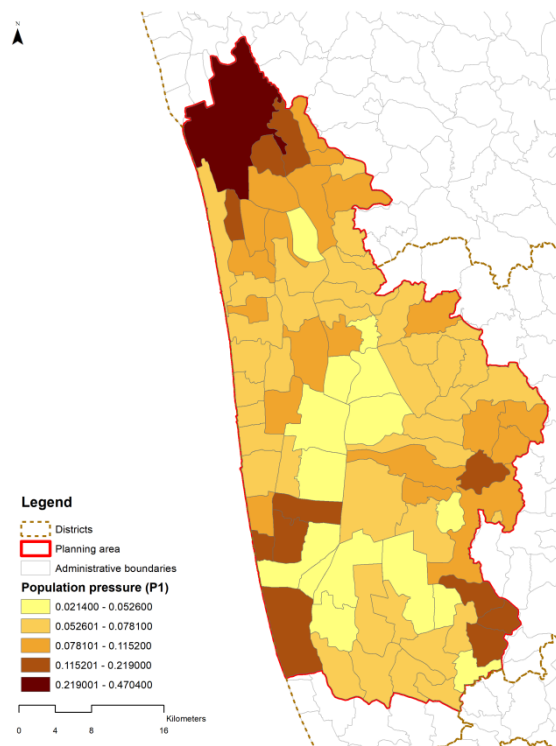 N
Legend
Districts
Planning area
Administrative boundaries
Population pressure (P1)
0.021400 - 0.052600
0.052601 - 0.078100
0.078101 - 0.115200
0.115201 - 0.219000
0.219001 - 0.470400
0 4 8 16
Kilometers